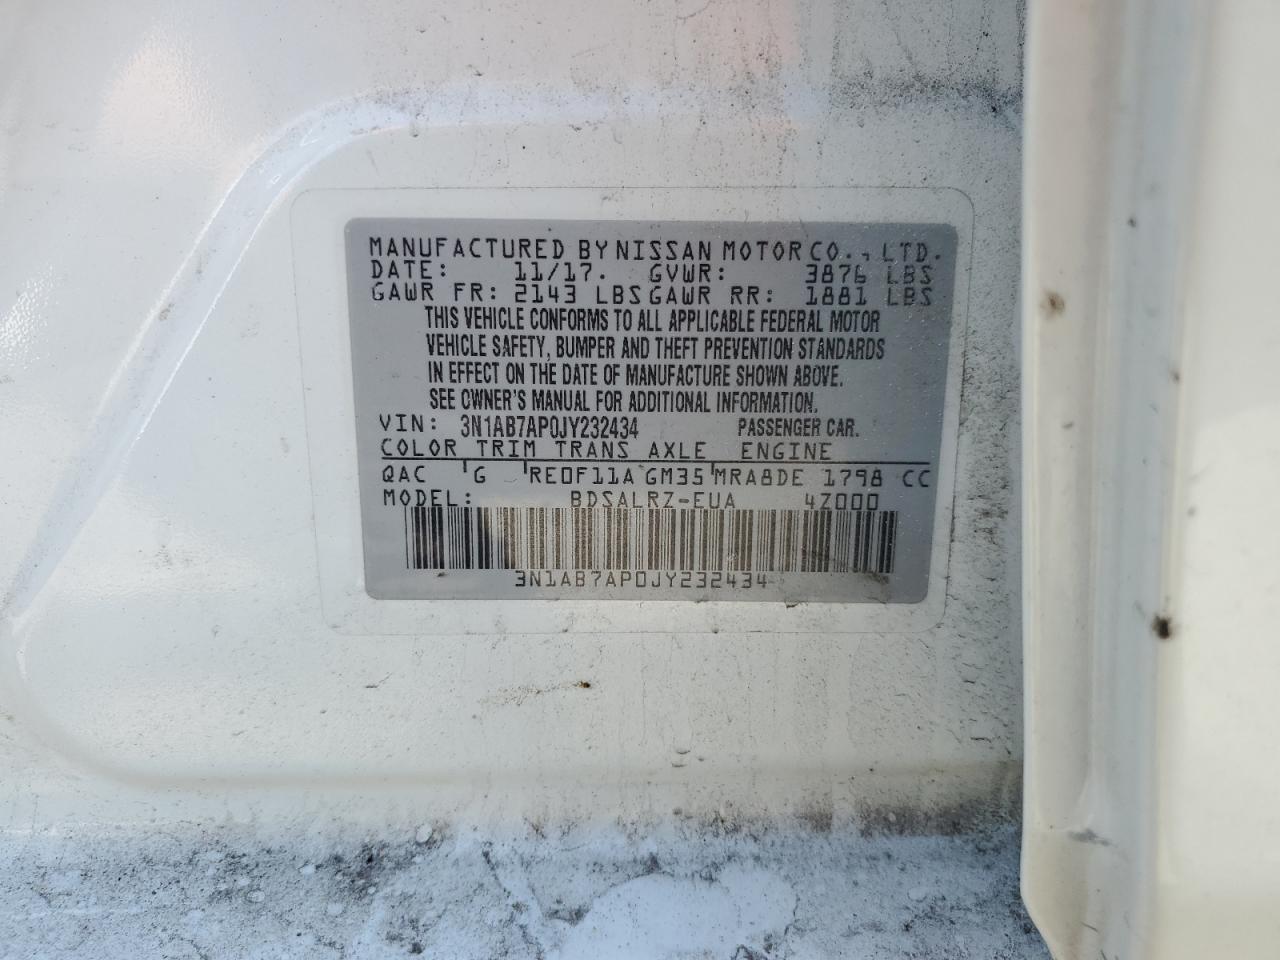 MANUFACTURED BY NISSAN MOTOR CO., LTD.
DATE: 11/17. GVWR: 3876 LBS
GAWR FR: 2143 LBS GAWR RR: 1881 LBS
THIS VEHICLE CONFORMS TO ALL APPLICABLE FEDERAL MOTOR
VEHICLE SAFETY, BUMPER AND THEFT PREVENTION STANDARDS
IN EFFECT ON THE DATE OF MANUFACTURE SHOWN ABOVE.
SEE OWNER'S MANUAL FOR ADDITIONAL INFORMATION.
VIN: 3N1AB7AP0JY232434 PASSENGER CAR.
COLOR TRIM TRANS AXLE ENGINE
QAC G RE0F11A GM35 MRA8DE 1798 CC
MODEL: BDSALRZ-EUA 4Z000
3N1AB7AP0JY232434